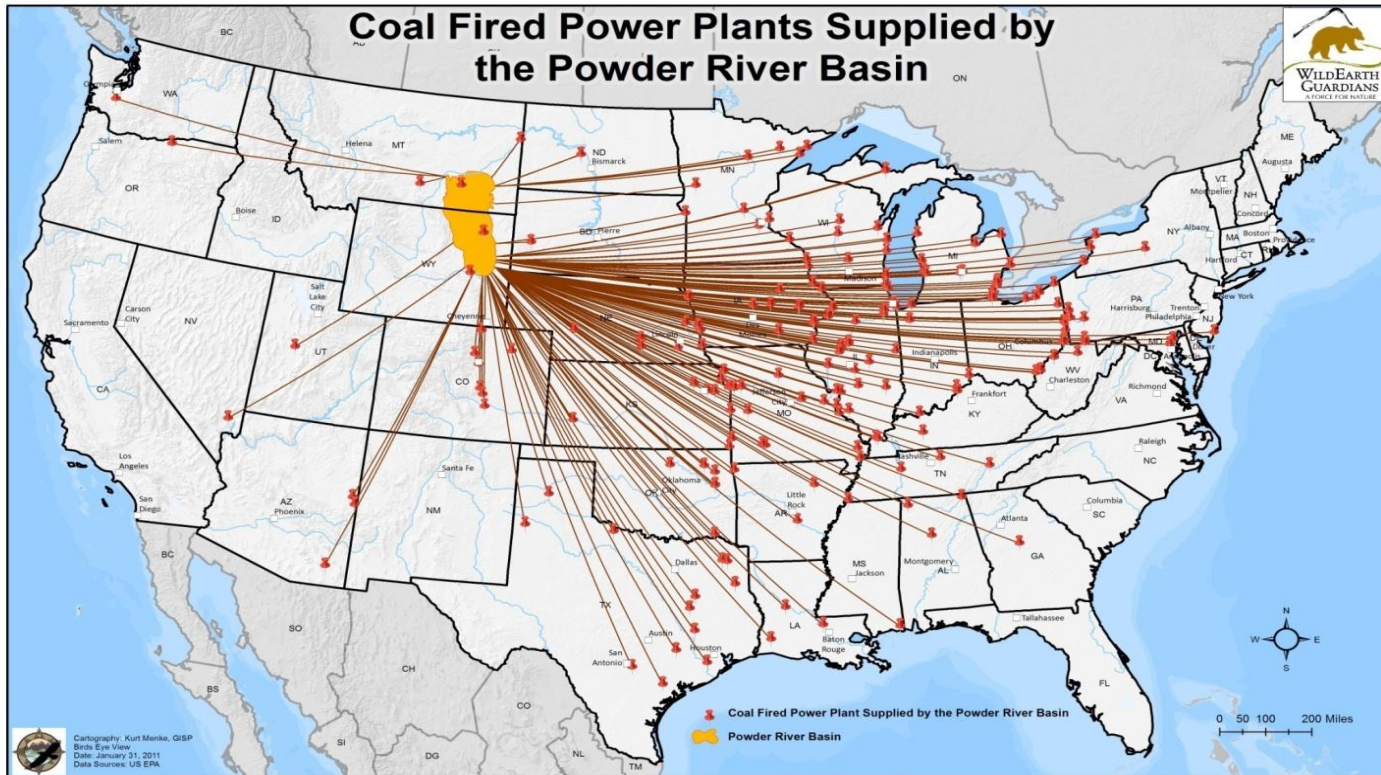 Coal Fired Power Plants Supplied by
the Powder River Basin
WILDEARTH
GUARDIANS
A FORCE FOR NATURE
BC
ON
Olympia
WA
Salem
OR
Helena
MT
Boise
ID
ND
Bismarck
MN
SD
Pierre
WI
Madison
MI
ME
Augusta
VT
Montpelier
NH
Concord
NY
Albany
MA
Boston
Providence
Hartford
CT
New York
WY
Cheyenne
Salt
Lake
City
Carson
City
Sacramento
NV
UT
CA
CO
NE
Lincoln
IA
IL
Indianapolis
IN
OH
Columbus
PA
Harrisburg
Trenton
Philadelphia
NJ
MD
DC
Dover
WV
Charleston
Richmond
VA
KS
Jefferson
City
MO
Frankfort
KY
Los
Angeles
San
Diego
AZ
Phoenix
Santa Fe
NM
Oklahoma
City
OK
Little
Rock
AR
Nashville
TN
Raleigh
NC
Columbia
SC
Atlanta
GA
Montgomery
AL
MS
Jackson
Dallas
TX
Austin
San
Antonio
Houston
LA
Baton
Rouge
Tallahassee
FL
BC
SO
CH
BS
CO
SI
DG
NL
TM
N
W
E
S
Coal Fired Power Plant Supplied by the Powder River Basin
Powder River Basin
0 50 100 200 Miles
Cartography: Kurt Menke, GISP
Birds Eye View
Date: January 31, 2011
Data Sources: US EPA